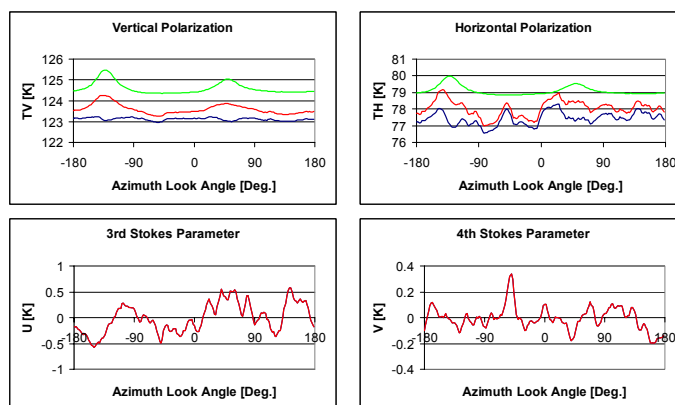 Vertical Polarization
126
125
124
123
122
TV [K]
-180 -90 0 90 180
Azimuth Look Angle [Deg.]
Horizontal Polarization
81
80
79
78
77
76
TH [K]
-180 -90 0 90 180
Azimuth Look Angle [Deg.]
3rd Stokes Parameter
1
0.5
0
-0.5
-1
U [K]
-180 -90 0 90 180
Azimuth Look Angle [Deg.]
4th Stokes Parameter
0.4
0.2
0
-0.2
-0.4
V [K]
-180 -90 0 90 180
Azimuth Look Angle [Deg.]